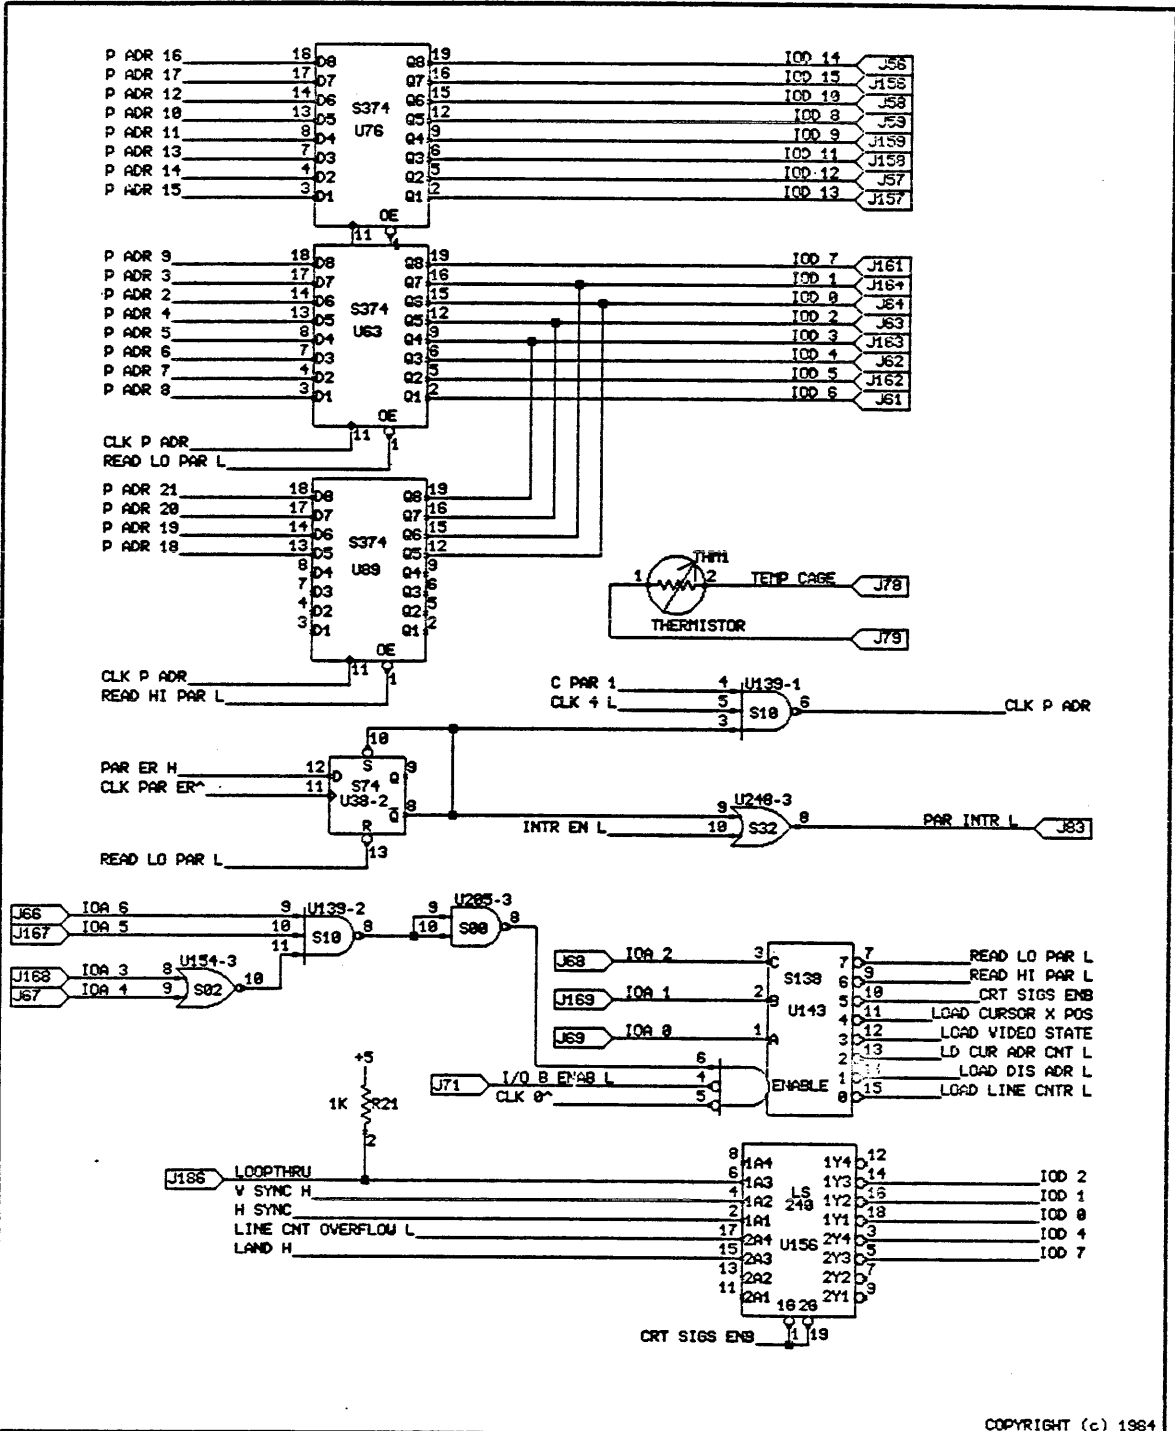 P ADR 16 18 D8 Q8 19 IOD 14 J56
P ADR 17 17 D7 Q7 16 IOD 15 J156
P ADR 12 14 D6 Q6 15 IOD 10 J58
P ADR 10 13 D5 S374 Q5 12 IOD 8 J59
P ADR 11 8 D4 U76 Q4 9 IOD 9 J159
P ADR 13 7 D3 Q3 6 IOD 11 J158
P ADR 14 4 D2 Q2 5 IOD 12 J57
P ADR 15 3 D1 Q1 2 IOD 13 J157
OE
11
P ADR 9 18 D8 Q8 19 IOD 7 J161
P ADR 3 17 D7 Q7 16 IOD 1 J164
P ADR 2 14 D6 Q6 15 IOD 0 J64
P ADR 4 13 D5 S374 Q5 12 IOD 2 J63
P ADR 5 8 D4 U63 Q4 9 IOD 3 J163
P ADR 6 7 D3 Q3 6 IOD 4 J62
P ADR 7 4 D2 Q2 5 IOD 5 J162
P ADR 8 3 D1 Q1 2 IOD 6 J61
OE
CLK P ADR 11 1
READ LO PAR L
P ADR 21 18 D8 Q8 19
P ADR 20 17 D7 Q7 16
P ADR 19 14 D6 Q6 15
P ADR 18 13 D5 S374 Q5 12
8 D4 U89 Q4 9
7 D3 Q3 6
4 D2 Q2 5
3 D1 Q1 2
OE
THM1
1 2 TEMP CAGE J78
THERMISTOR
J79
CLK P ADR 11 1
READ HI PAR L
C PAR 1 4 U139-1
CLK 4 L 5 S10 6 CLK P ADR
3
10
S
PAR ER H 12 D S74 Q 9
CLK PAR ER^ 11 U38-2 Q 8
R
13
READ LO PAR L
U248-3
9
INTR EN L 10 S32 8 PAR INTR L J83
J66 IOA 6 9 U139-2
J167 IOA 5 10 S10 8
11
9 U205-3
10 S00 8
U154-3
J168 IOA 3 8 S02 10
J67 IOA 4 9
J68 IOA 2 3 C S138 7 7 READ LO PAR L
6 9 READ HI PAR L
J169 IOA 1 2 B U143 5 10 CRT SIGS ENB
4 11 LOAD CURSOR X POS
J69 IOA 0 1 A 3 12 LOAD VIDEO STATE
2 13 LD CUR ADR CNT L
6 1 LOAD DIS ADR L
J71 I/O B ENAB L 4 ENABLE 0 15 LOAD LINE CNTR L
CLK 0^ 5
+5
1K R21
2
8 1A4 1Y4 12
J186 LOOPTHRU 6 1A3 LS 1Y3 14 IOD 2
V SYNC H 4 1A2 240 1Y2 16 IOD 1
H SYNC 2 1A1 1Y1 18 IOD 0
LINE CNT OVERFLOW L 17 2A4 U156 2Y4 3 IOD 4
LAND H 15 2A3 2Y3 5 IOD 7
13 2A2 2Y2 7
11 2A1 2Y1 9
1G 2G
CRT SIGS ENB 1 19
COPYRIGHT (c) 1984